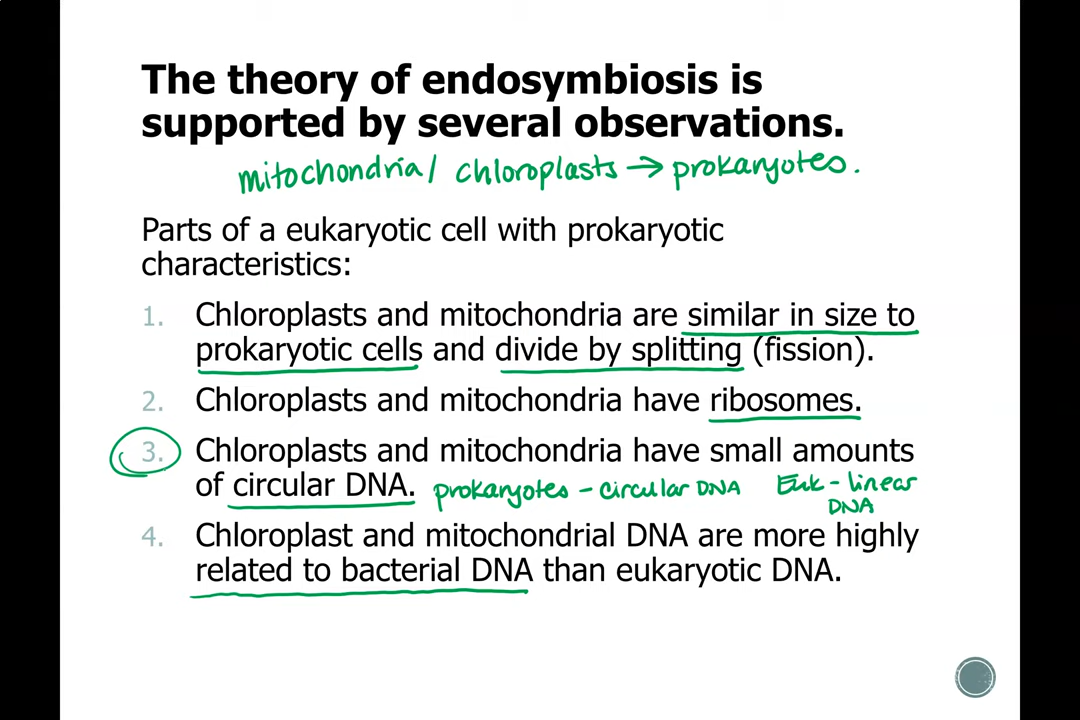 The theory of endosymbiosis is
supported by several observations.
mitochondria/ chloroplasts → prokaryotes.
Parts of a eukaryotic cell with prokaryotic
characteristics:
1. Chloroplasts and mitochondria are similar in size to
prokaryotic cells and divide by splitting (fission).
2. Chloroplasts and mitochondria have ribosomes.
3. Chloroplasts and mitochondria have small amounts
of circular DNA. prokaryotes - circular DNA Euk - linear
DNA
4. Chloroplast and mitochondrial DNA are more highly
related to bacterial DNA than eukaryotic DNA.